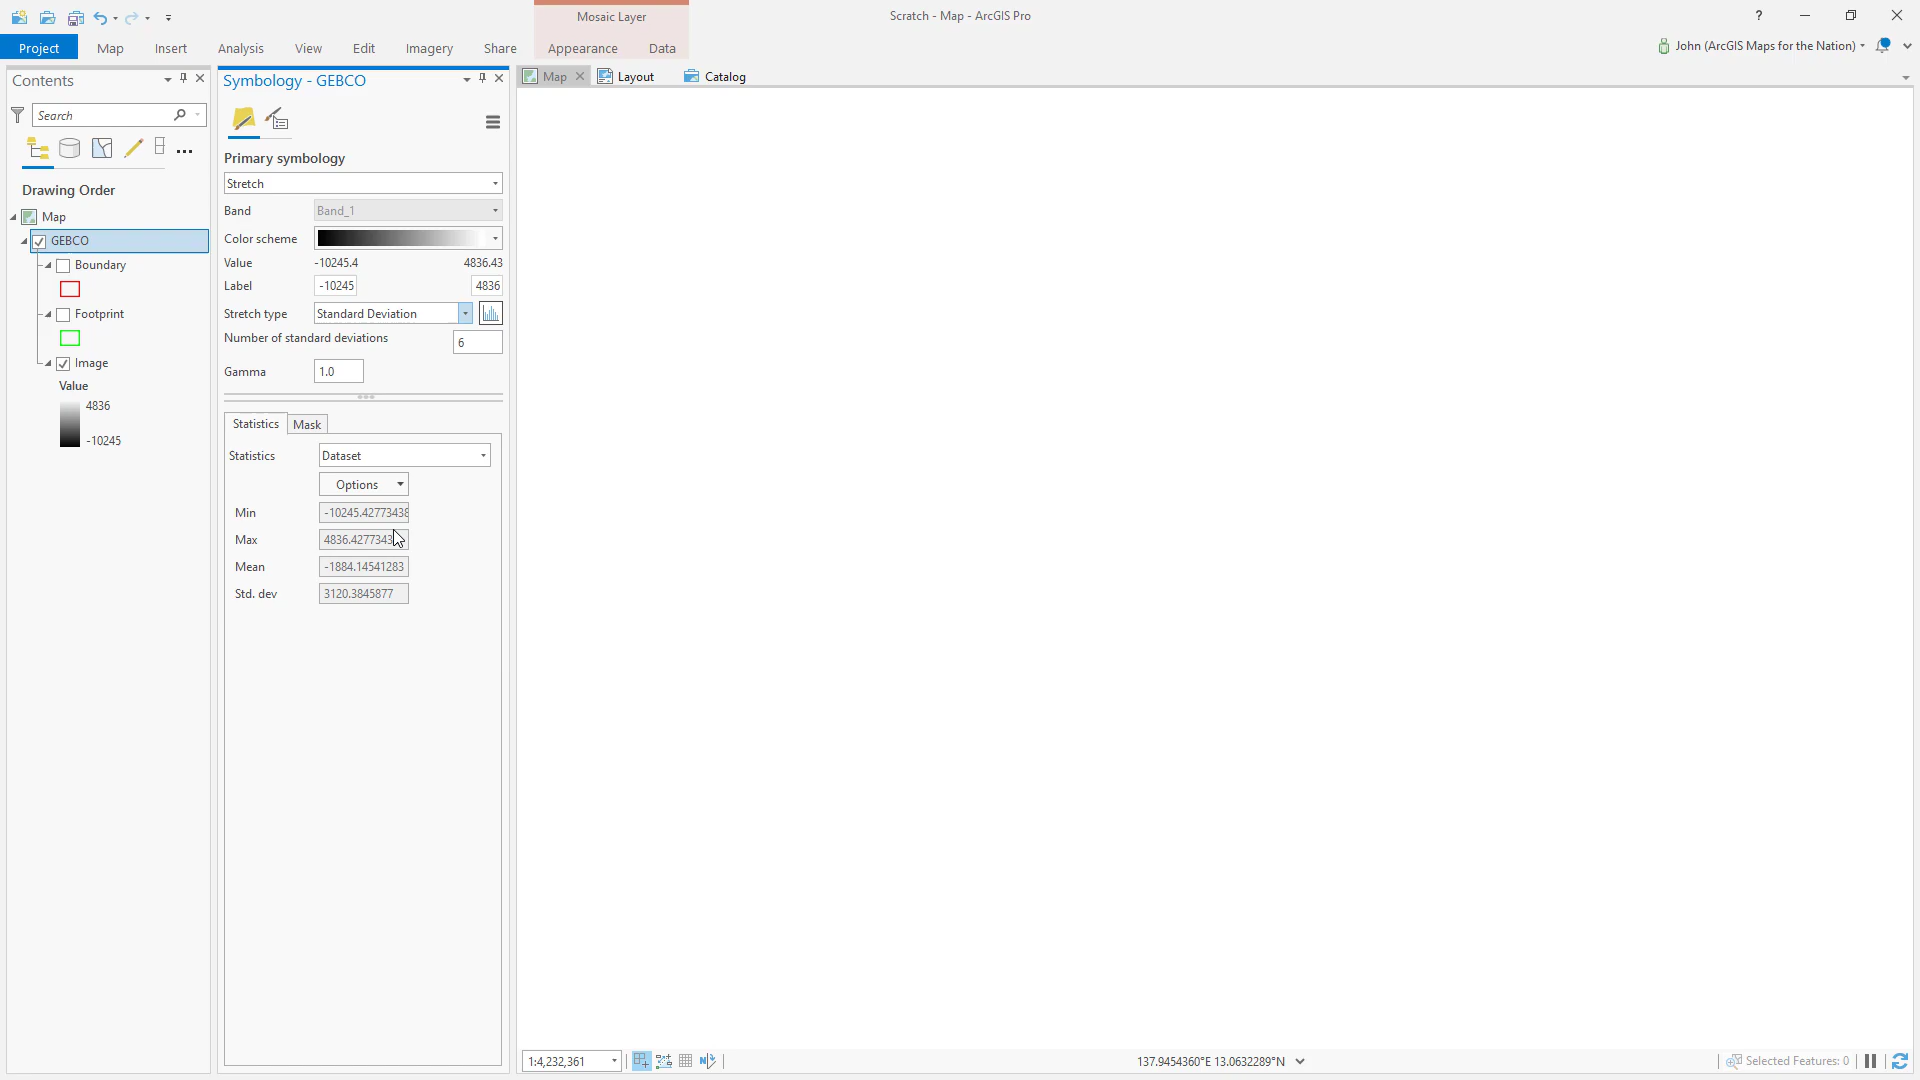 Mosaic Layer
Scratch - Map - ArcGIS Pro
?
Project
Map
Insert
Analysis
View
Edit
Imagery
Share
Appearance
Data
John (ArcGIS Maps for the Nation)
Contents
Search
Drawing Order
Map
GEBCO
Boundary
Footprint
Image
Value
4836
-10245
Symbology - GEBCO
Primary symbology
Stretch
Band
Band_1
Color scheme
Value
-10245.4
4836.43
Label
-10245
4836
Stretch type
Standard Deviation
Number of standard deviations
6
Gamma
1.0
Statistics
Mask
Statistics
Dataset
Options
Min
-10245.42773438
Max
4836.4277343
Mean
-1884.14541283
Std. dev
3120.3845877
Map
Layout
Catalog
1:4,232,361
137.9454360°E 13.0632289°N
Selected Features: 0